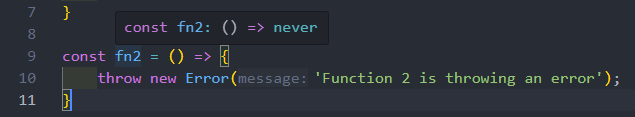 7 }
8 const fn2: () => never
9 const fn2 = () => {
10 throw new Error(message: 'Function 2 is throwing an error');
11 }